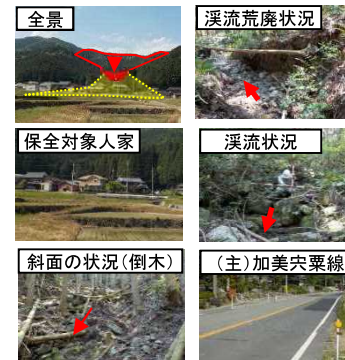 全景
渓流荒廃状況
保全対象人家
渓流状況
斜面の状況(倒木)
(主)加美宍粟線